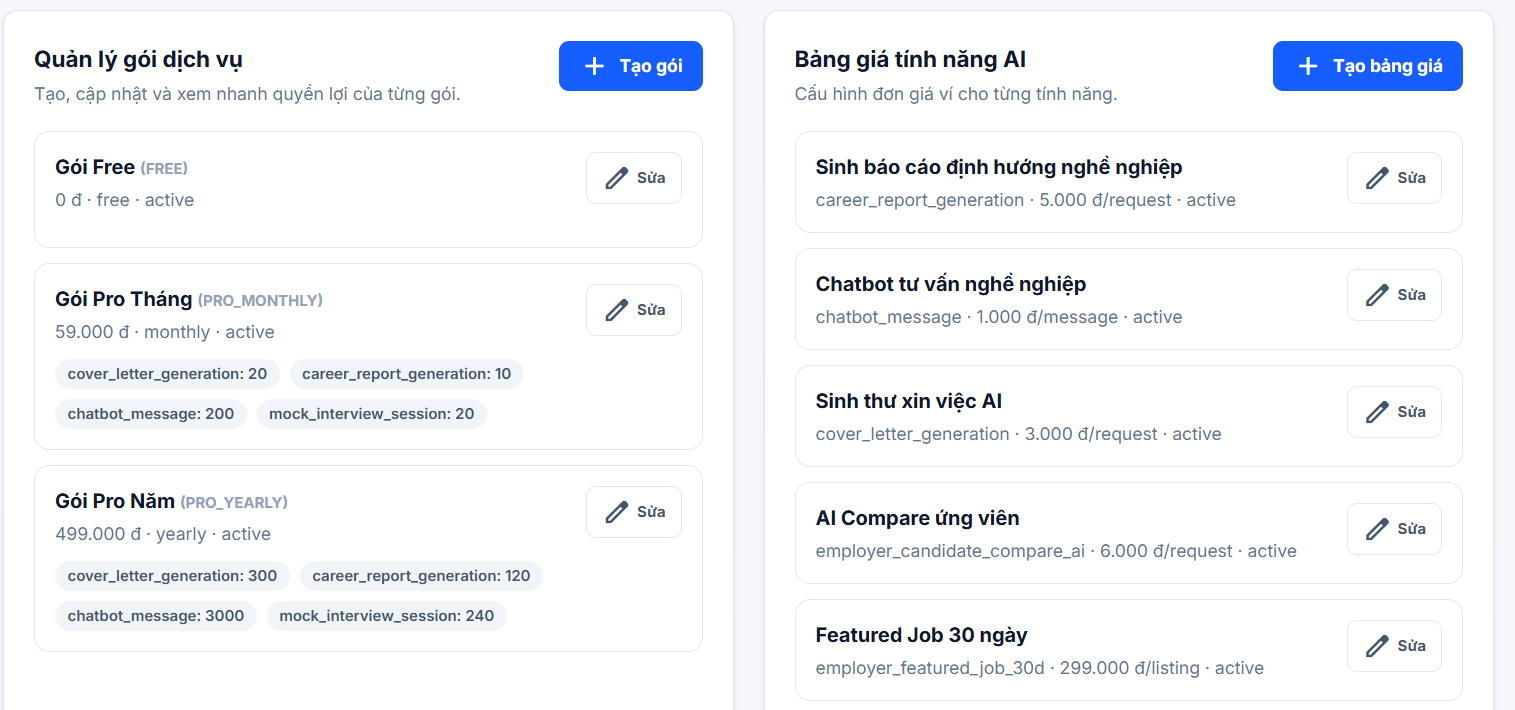 Quản lý gói dịch vụ
Tạo gói
Tạo, cập nhật và xem nhanh quyền lợi của từng gói.
Gói Free (FREE)
0 đ · free · active
Sửa
Gói Pro Tháng (PRO_MONTHLY)
59.000 đ · monthly · active
Sửa
cover_letter_generation: 20
career_report_generation: 10
chatbot_message: 200
mock_interview_session: 20
Gói Pro Năm (PRO_YEARLY)
499.000 đ · yearly · active
Sửa
cover_letter_generation: 300
career_report_generation: 120
chatbot_message: 3000
mock_interview_session: 240
Bảng giá tính năng AI
Tạo bảng giá
Cấu hình đơn giá ví cho từng tính năng.
Sinh báo cáo định hướng nghề nghiệp
career_report_generation · 5.000 đ/request · active
Sửa
Chatbot tư vấn nghề nghiệp
chatbot_message · 1.000 đ/message · active
Sửa
Sinh thư xin việc AI
cover_letter_generation · 3.000 đ/request · active
Sửa
AI Compare ứng viên
employer_candidate_compare_ai · 6.000 đ/request · active
Sửa
Featured Job 30 ngày
employer_featured_job_30d · 299.000 đ/listing · active
Sửa